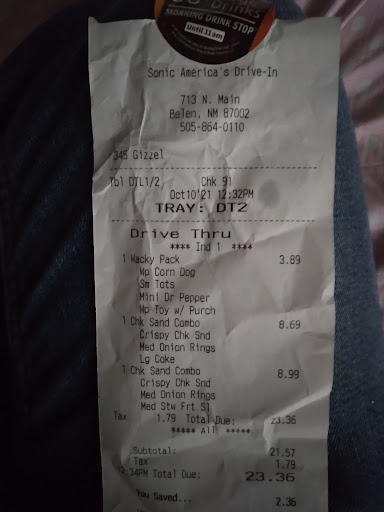 Drinks
MORNING DRINK STOP
Until 11am
Sonic America's Drive-In
713 N. Main
Belen, NM 87002
505-864-0110
345 Gizzel
Tbl DTL1/2 Chk 91
Oct10'21 12:32PM
TRAY: DT2
Drive Thru
**** Ind 1 ****
1 Wacky Pack 3.89
Wp Corn Dog
Sm Tots
Mini Dr Pepper
Wp Toy w/ Purch
1 Chk Sand Combo 8.69
Crispy Chk Snd
Med Onion Rings
Lg Coke
1 Chk Sand Combo 8.99
Crispy Chk Snd
Med Onion Rings
Med Stw Frt Sl
Tax 1.79 Total Due: 23.36
***** All *****
Subtotal: 21.57
Tax 1.79
12:34PM Total Due: 23.36
You Saved... 2.36